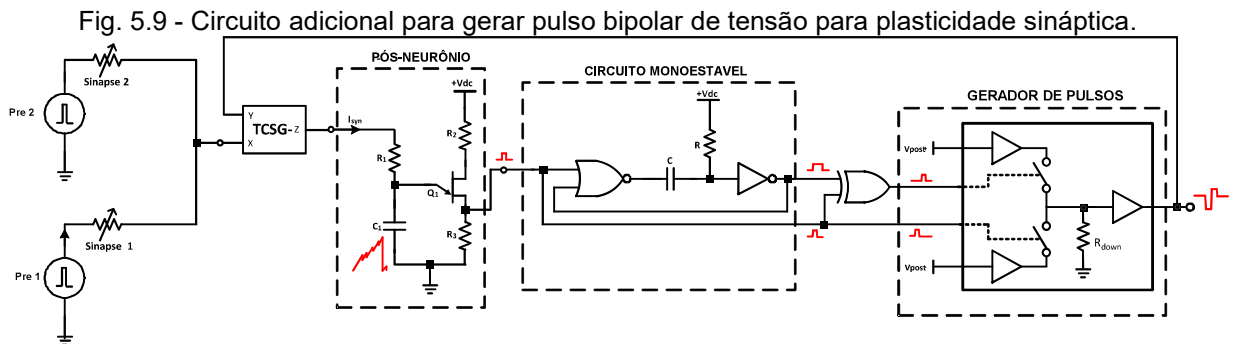 Fig. 5.9 - Circuito adicional para gerar pulso bipolar de tensão para plasticidade sináptica.
Sinapse 2
Pre 2
Y
TCSG-
Z
X
Sinapse 1
Pre 1
PÓS-NEURÔNIO
+Vdc
Isyn
R2
R1
Q1
C1
R3
CIRCUITO MONOESTAVEL
+Vdc
R
C
GERADOR DE PULSOS
Vpost
Rdown
Vpost